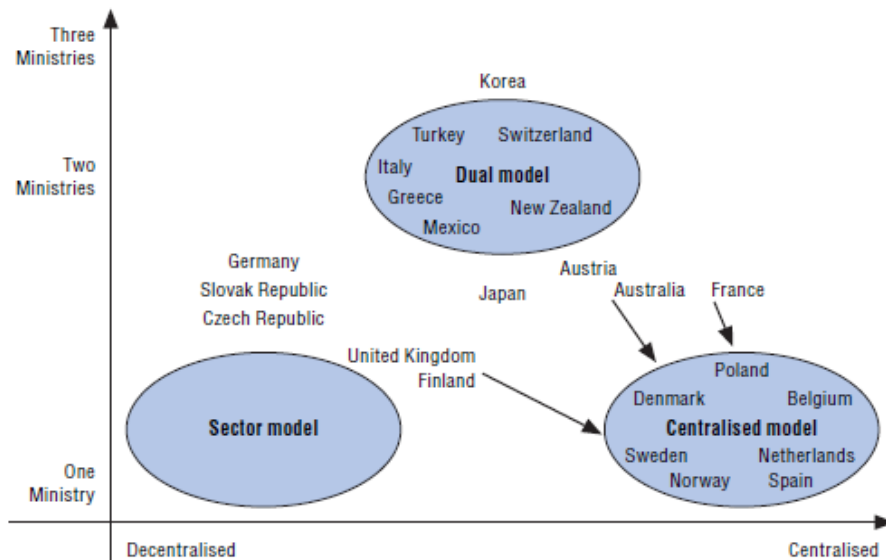 Three
Ministries
Korea
Turkey
Switzerland
Two
Ministries
Italy
Dual model
Greece
New Zealand
Mexico
Germany
Slovak Republic
Czech Republic
Austria
Japan
Australia
France
United Kingdom
Finland
Poland
Denmark
Belgium
Sector model
Centralised model
Sweden
Netherlands
Norway
Spain
One
Ministry
Decentralised
Centralised